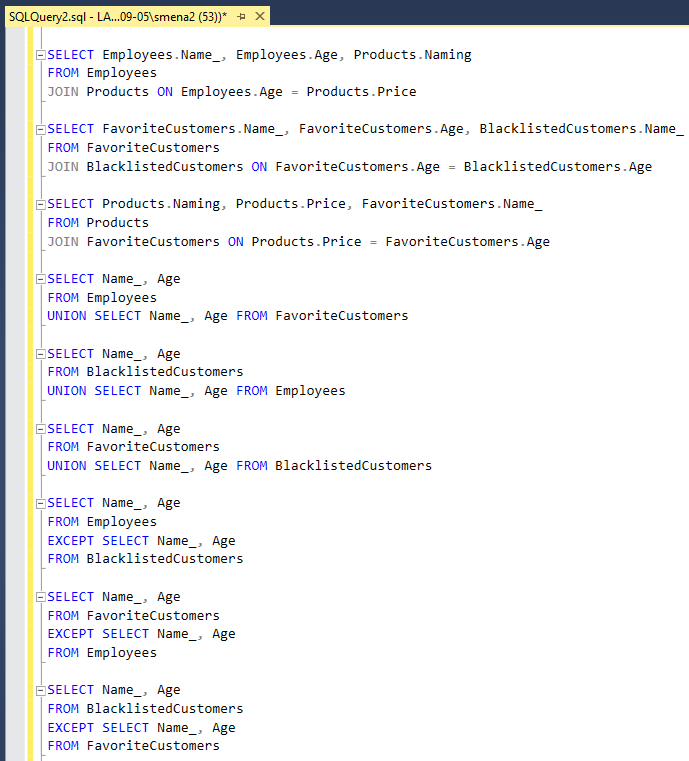 SQLQuery2.sql - LA...09-05\smena2 (53))*
SELECT Employees.Name_, Employees.Age, Products.Naming
FROM Employees
JOIN Products ON Employees.Age = Products.Price
SELECT FavoriteCustomers.Name_, FavoriteCustomers.Age, BlacklistedCustomers.Name_
FROM FavoriteCustomers
JOIN BlacklistedCustomers ON FavoriteCustomers.Age = BlacklistedCustomers.Age
SELECT Products.Naming, Products.Price, FavoriteCustomers.Name_
FROM Products
JOIN FavoriteCustomers ON Products.Price = FavoriteCustomers.Age
SELECT Name_, Age
FROM Employees
UNION SELECT Name_, Age FROM FavoriteCustomers
SELECT Name_, Age
FROM BlacklistedCustomers
UNION SELECT Name_, Age FROM Employees
SELECT Name_, Age
FROM FavoriteCustomers
UNION SELECT Name_, Age FROM BlacklistedCustomers
SELECT Name_, Age
FROM Employees
EXCEPT SELECT Name_, Age
FROM BlacklistedCustomers
SELECT Name_, Age
FROM FavoriteCustomers
EXCEPT SELECT Name_, Age
FROM Employees
SELECT Name_, Age
FROM BlacklistedCustomers
EXCEPT SELECT Name_, Age
FROM FavoriteCustomers